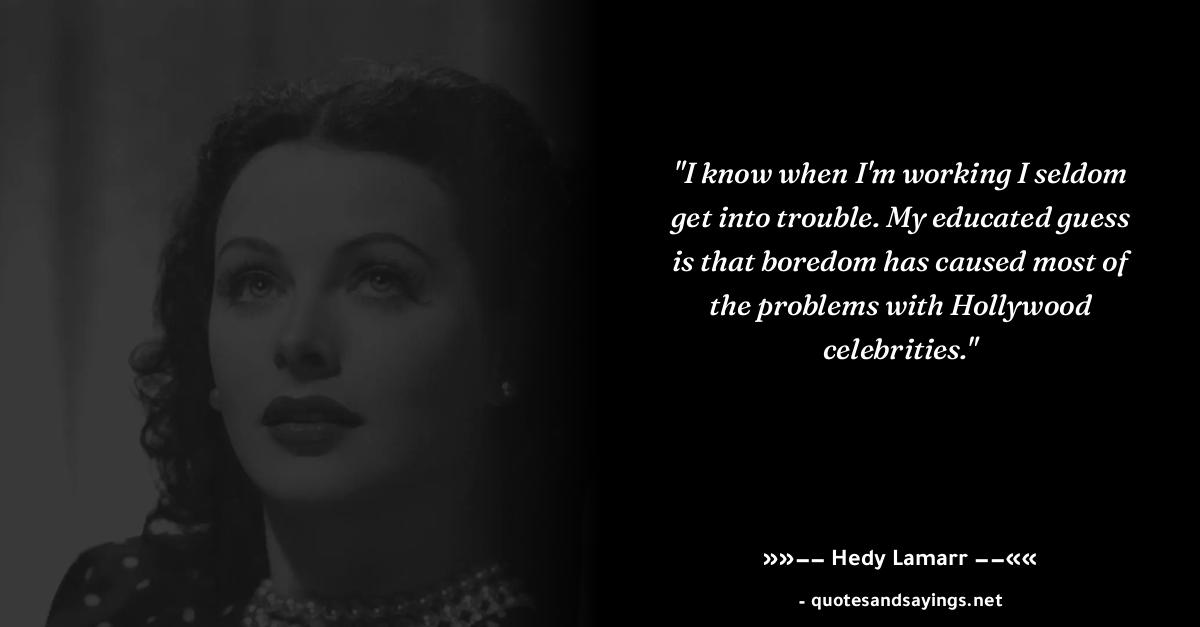 "I know when I'm working I seldom
get into trouble. My educated guess
is that boredom has caused most of
the problems with Hollywood
celebrities."
»»−− Hedy Lamarr −−««
- quotesandsayings.net